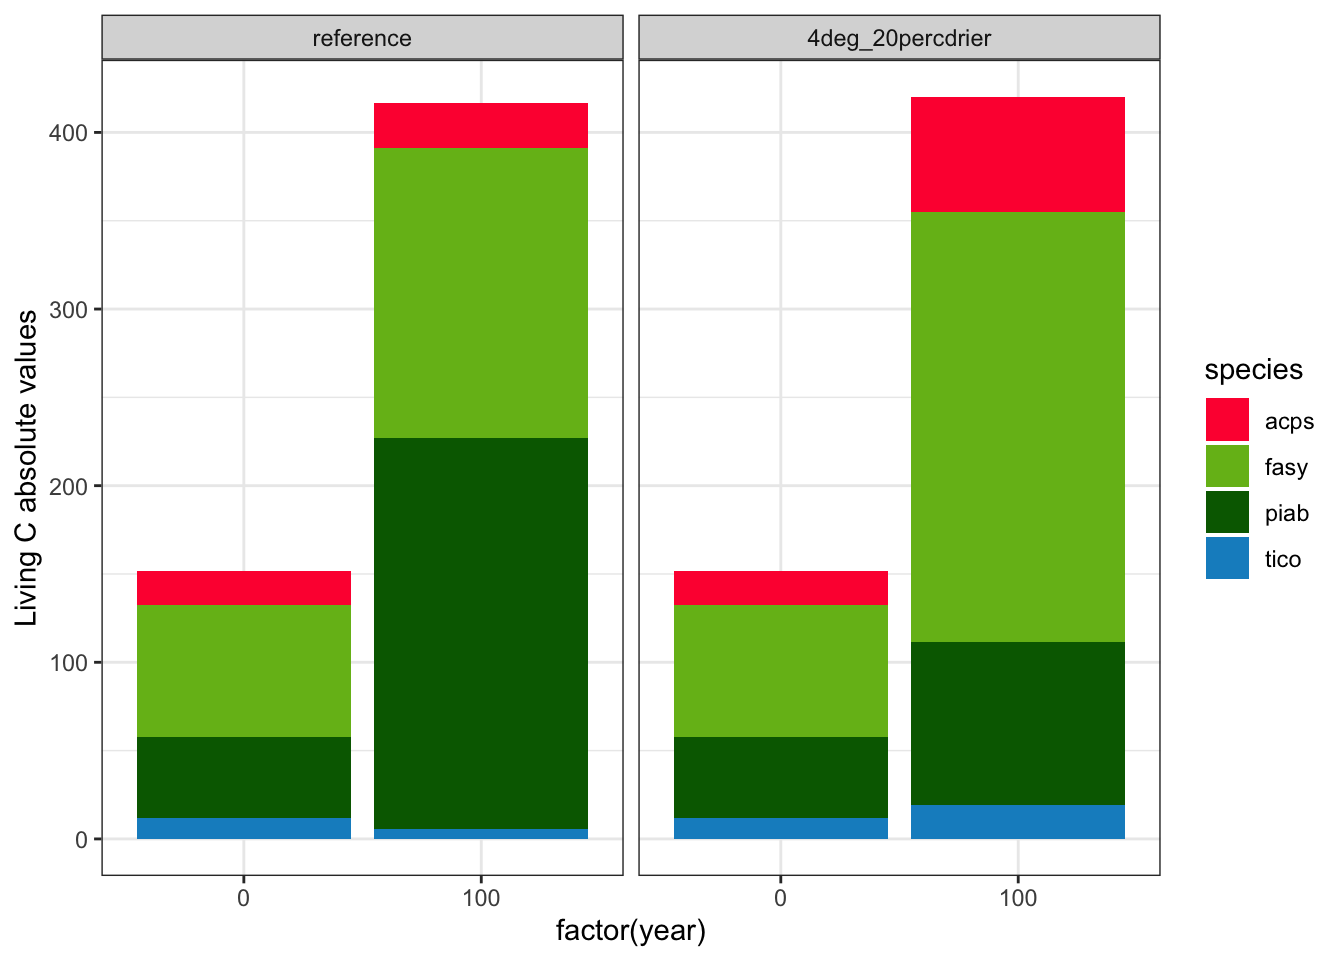 reference
4deg_20percdrier
Living C absolute values
400
300
200
100
0
0
100
0
100
factor(year)
species
acps
fasy
piab
tico